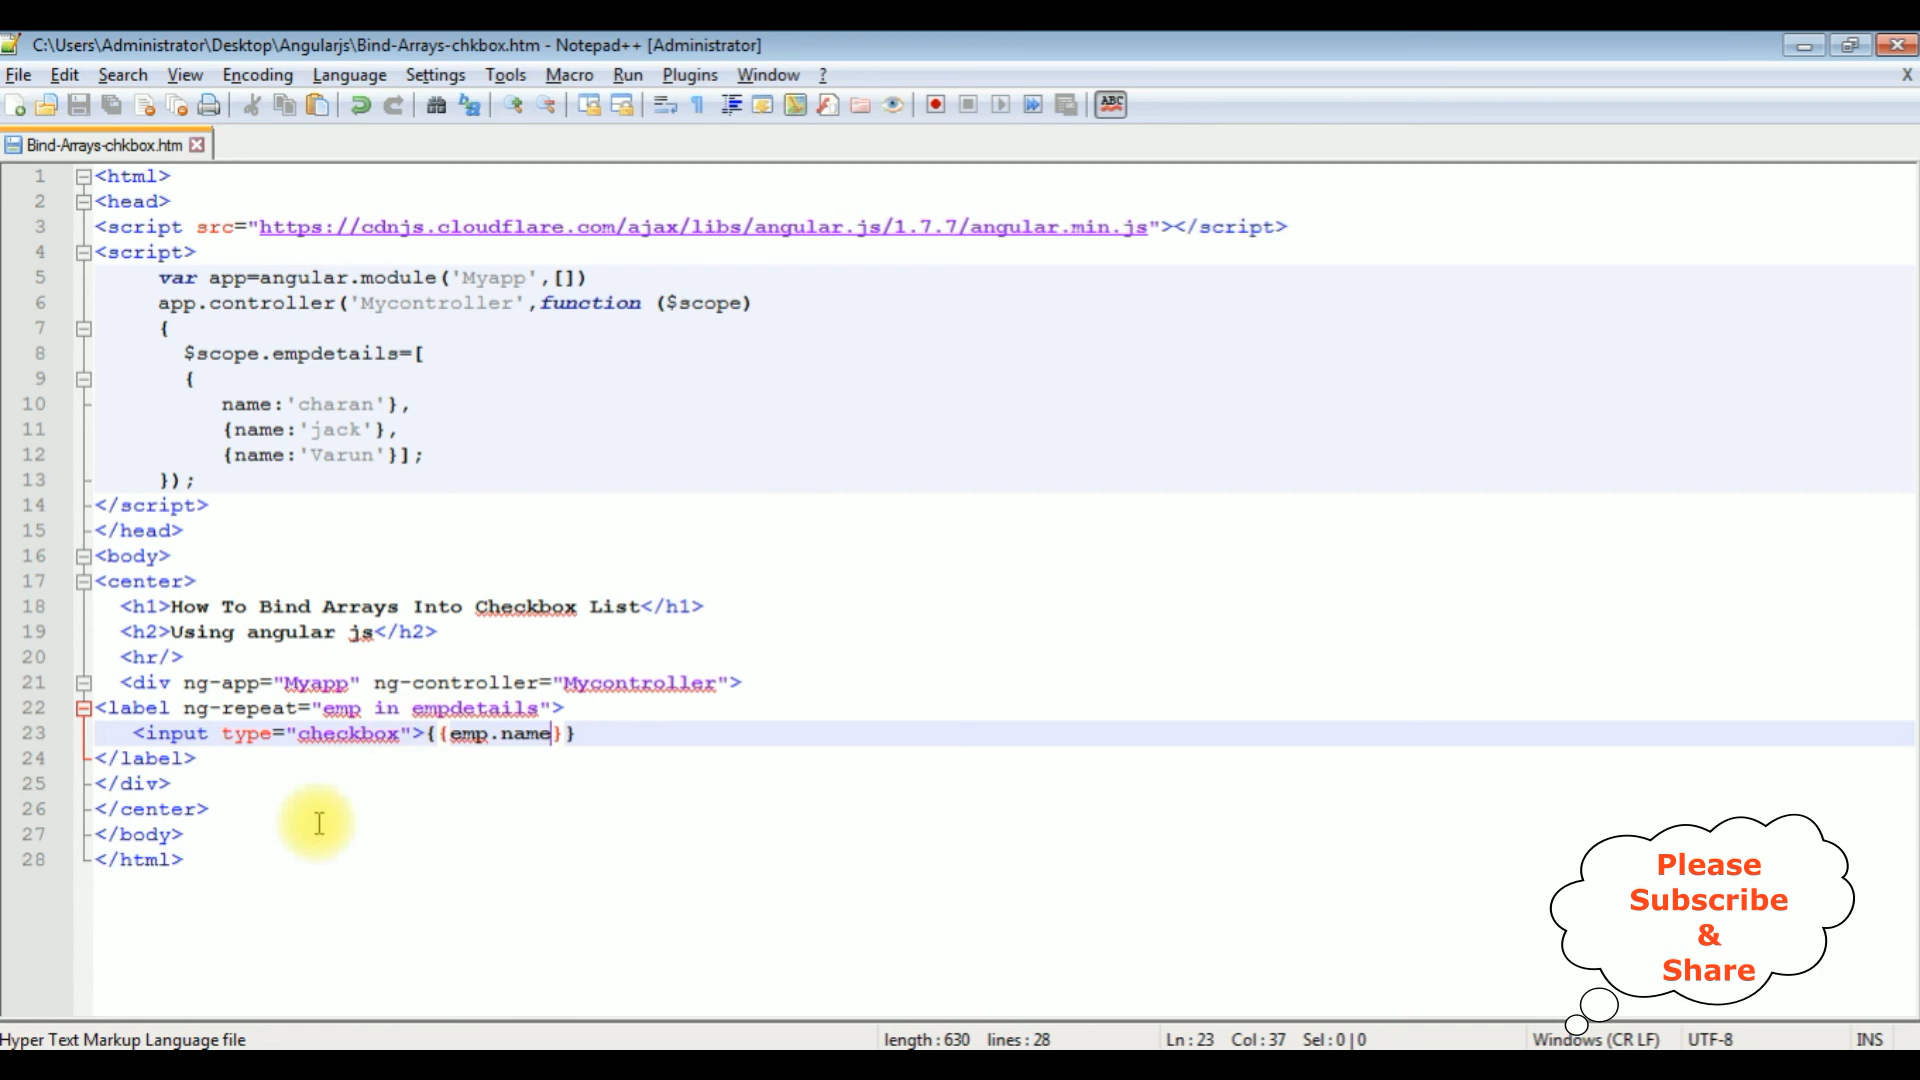 C:\Users\Administrator\Desktop\Angularjs\Bind-Arrays-chkbox.htm - Notepad++ [Administrator]
File Edit Search View Encoding Language Settings Tools Macro Run Plugins Window ? X
ABC
Bind-Arrays-chkbox.htm
1 <html>
2 <head>
3 <script src="https://cdnjs.cloudflare.com/ajax/libs/angular.js/1.7.7/angular.min.js"></script>
4 <script>
5 var app=angular.module('Myapp',[])
6 app.controller('Mycontroller',function ($scope)
7 {
8 $scope.empdetails=[
9 {
10 name:'charan'},
11 {name:'jack'},
12 {name:'Varun'}];
13 });
14 </script>
15 </head>
16 <body>
17 <center>
18 <h1>How To Bind Arrays Into Checkbox List</h1>
19 <h2>Using angular js</h2>
20 <hr/>
21 <div ng-app="Myapp" ng-controller="Mycontroller">
22 <label ng-repeat="emp in empdetails">
23 <input type="checkbox">{{emp.name}}
24 </label>
25 </div>
26 </center>
27 </body>
28 </html>
Please
Subscribe
&
Share
Hyper Text Markup Language file length : 630 lines : 28 Ln : 23 Col : 37 Sel : 0 | 0 Windows (CR LF) UTF-8 INS